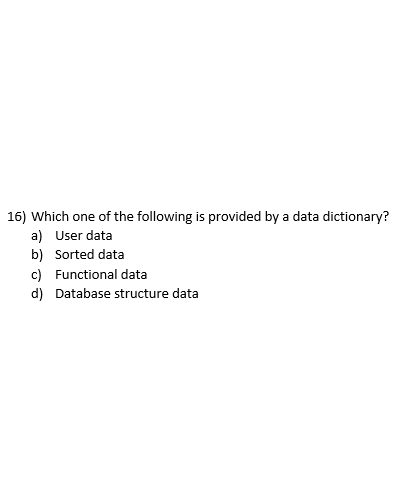 16) Which one of the following is provided by a data dictionary?
a) User data
b) Sorted data
c) Functional data
d) Database structure data